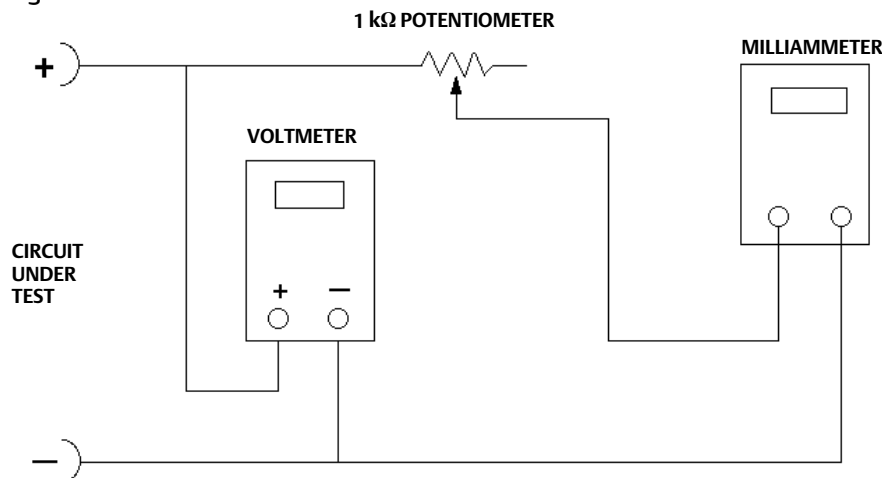 1 kΩ POTENTIOMETER
MILLIAMMETER
+
VOLTMETER
CIRCUIT
UNDER
TEST
+ —
—